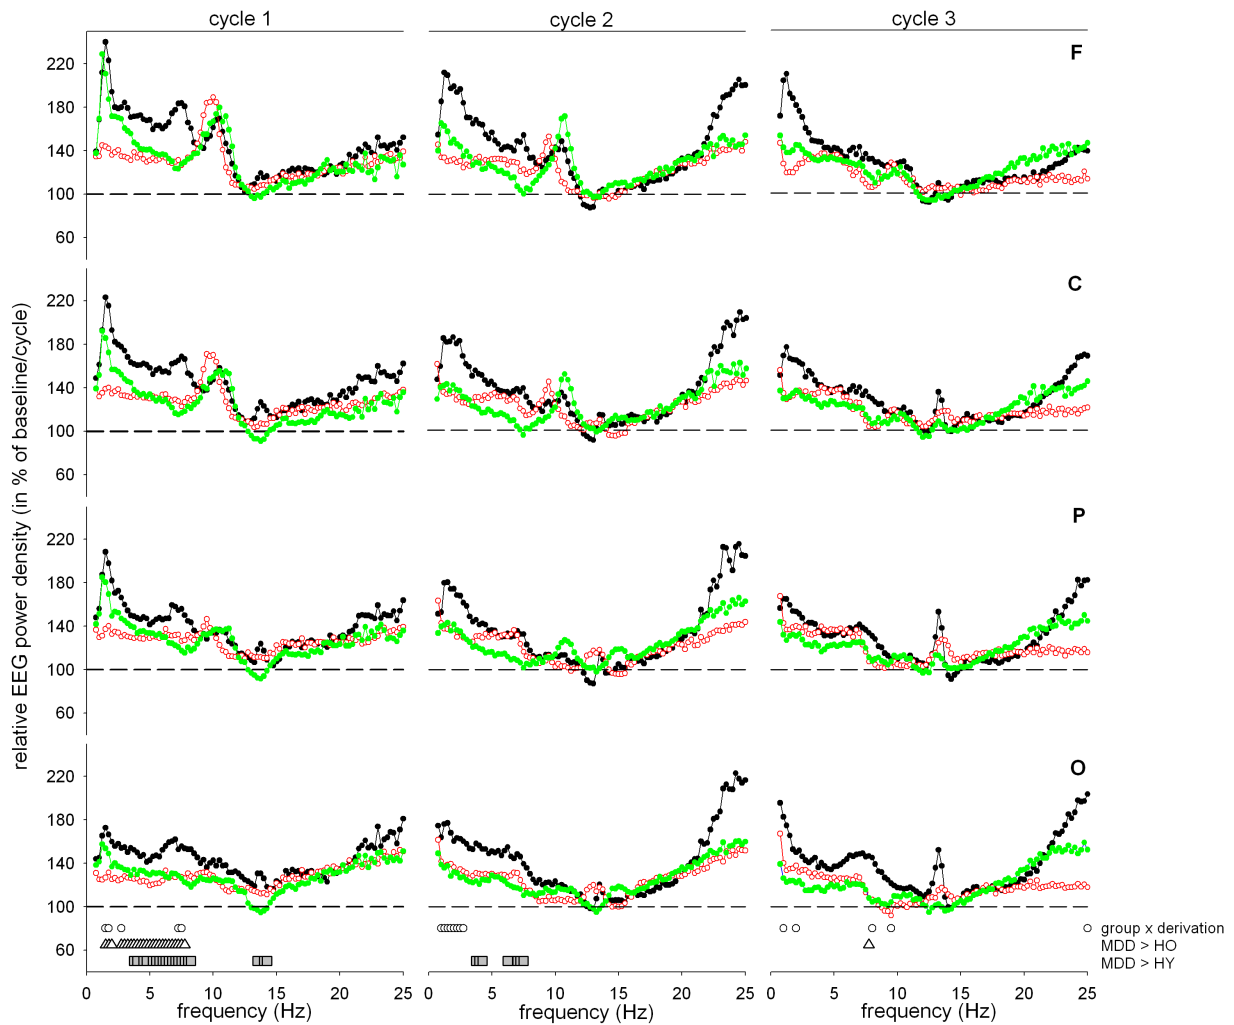 cycle 1 cycle 2 cycle 3
relative EEG power density (in % of baseline/cycle)
F
220
180
140
100
60
C
220
180
140
100
60
P
220
180
140
100
60
O
220
180
140
100
60
group x derivation
MDD > HO
MDD > HY
0 5 10 15 20 25 0 5 10 15 20 25 0 5 10 15 20 25
frequency (Hz) frequency (Hz) frequency (Hz)